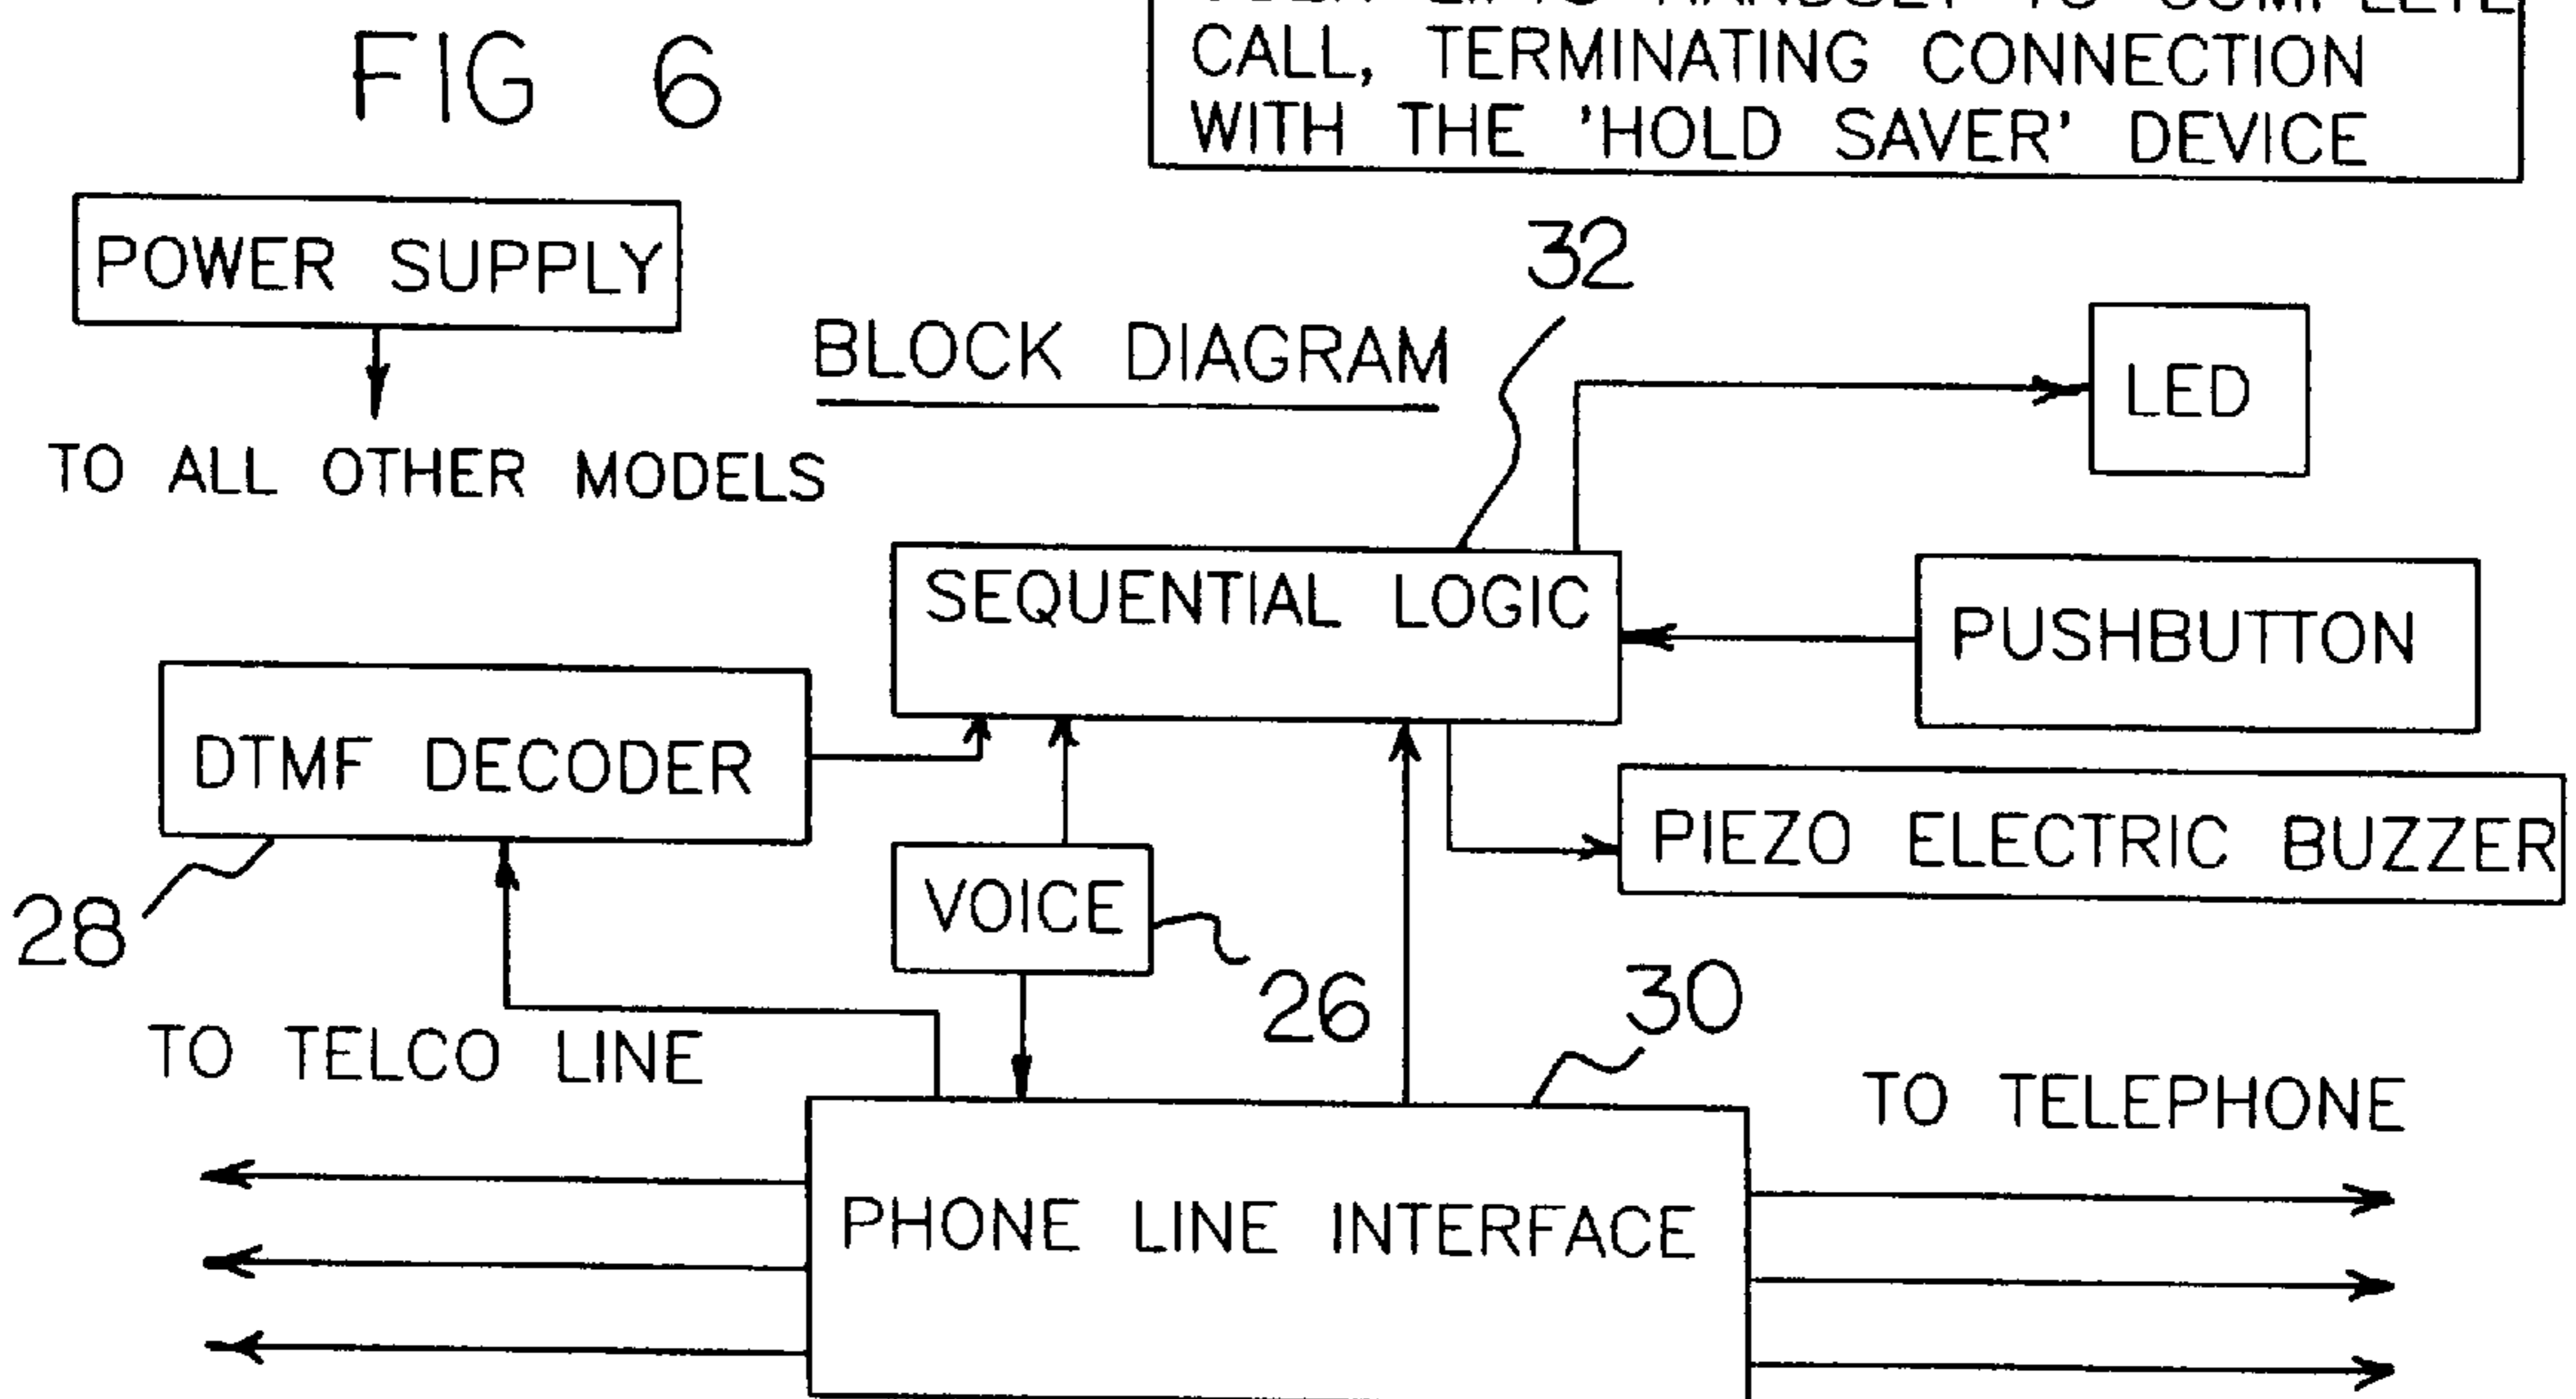 COMPLETE
CALL, TERMINATING CONNECTION
WITH THE 'HOLD SAVER' DEVICE
FIG 6
POWER SUPPLY
TO ALL OTHER MODELS
BLOCK DIAGRAM
32
LED
SEQUENTIAL LOGIC
PUSHBUTTON
DTMF DECODER
28
VOICE
26
PIEZO ELECTRIC BUZZER
30
TO TELCO LINE
TO TELEPHONE
PHONE LINE INTERFACE